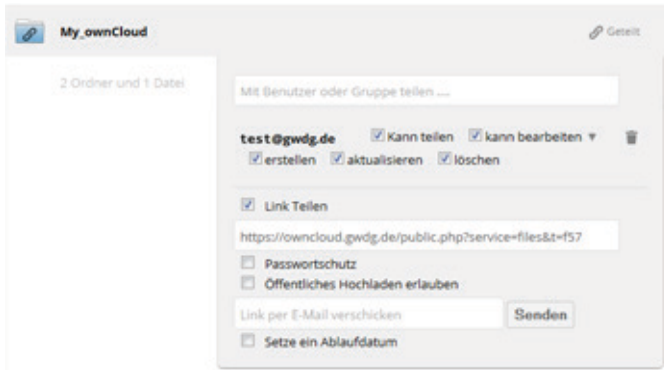 My_ownCloud
Geteilt
2 Ordner und 1 Datei
Mit Benutzer oder Gruppe teilen ....
test@gwdg.de Kann teilen kann bearbeiten
erstellen aktualisieren löschen
Link Teilen
https://owncloud.gwdg.de/public.php?service=files&t=f57
Passwortschutz
Öffentliches Hochladen erlauben
Link per E-Mail verschicken Senden
Setze ein Ablaufdatum